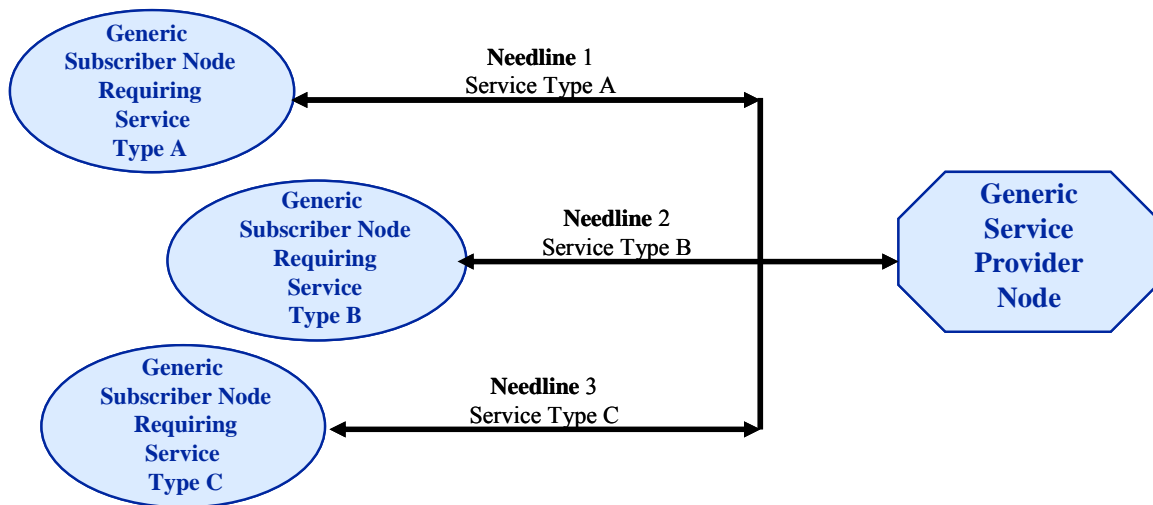 Generic
Subscriber Node
Requiring
Service
Type A
Needline 1
Service Type A
Generic
Subscriber Node
Requiring
Service
Type B
Needline 2
Service Type B
Generic
Service
Provider
Node
Generic
Subscriber Node
Requiring
Service
Type C
Needline 3
Service Type C